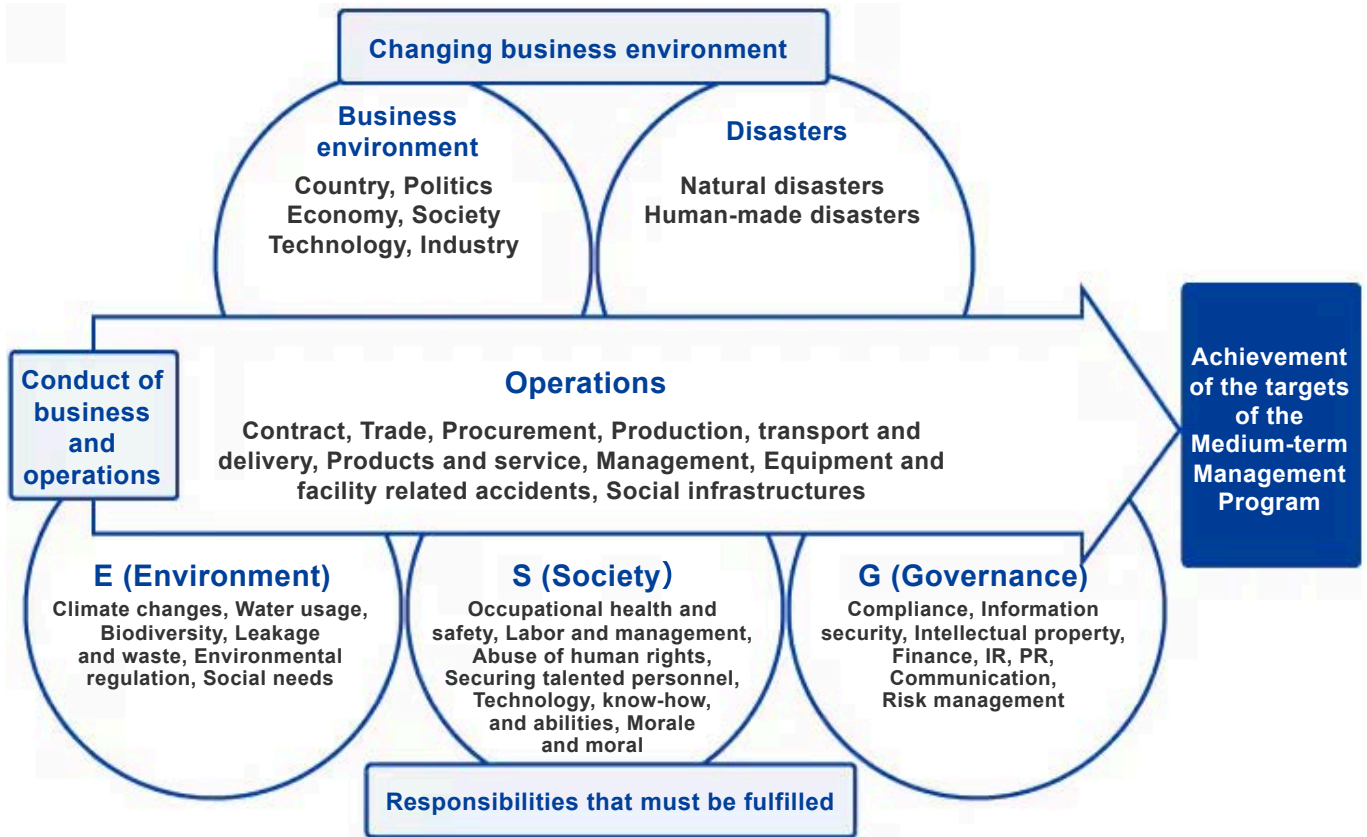 Changing business environment
Business
environment
Country, Politics
Economy, Society
Technology, Industry
Disasters
Natural disasters
Human-made disasters
Conduct of
business
and
operations
Operations
Contract, Trade, Procurement, Production, transport and
delivery, Products and service, Management, Equipment and
facility related accidents, Social infrastructures
Achievement
of the targets
of the
Medium-term
Management
Program
E (Environment)
Climate changes, Water usage,
Biodiversity, Leakage
and waste, Environmental
regulation, Social needs
S (Society）
Occupational health and
safety, Labor and management,
Abuse of human rights,
Securing talented personnel,
Technology, know-how,
and abilities, Morale
and moral
G (Governance)
Compliance, Information
security, Intellectual property,
Finance, IR, PR,
Communication,
Risk management
Responsibilities that must be fulfilled